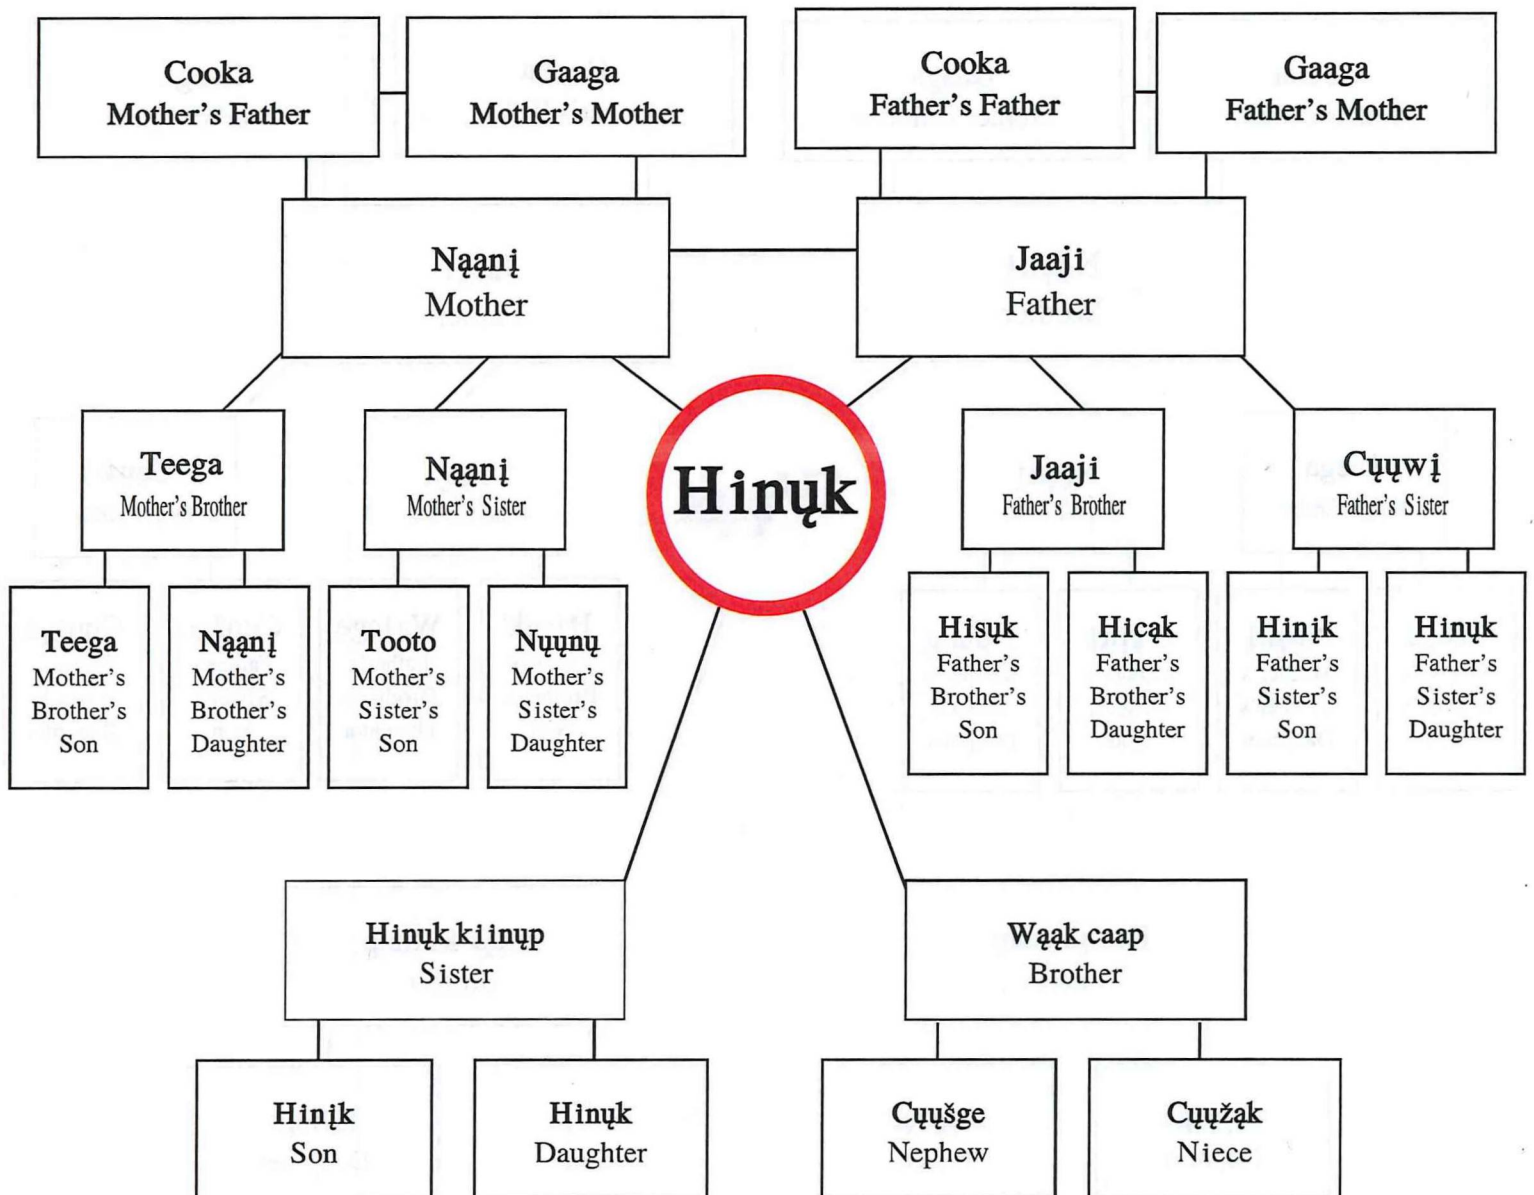 Cooka
Mother's Father
Gaaga
Mother's Mother
Cooka
Father's Father
Gaaga
Father's Mother
Nąąnį
Mother
Jaaji
Father
Teega
Mother's Brother
Nąąnį
Mother's Sister
Hinųk
Jaaji
Father's Brother
Cųųwį
Father's Sister
Teega
Mother's
Brother's
Son
Nąąnį
Mother's
Brother's
Daughter
Tooto
Mother's
Sister's
Son
Nųųnų
Mother's
Sister's
Daughter
Hisųk
Father's
Brother's
Son
Hicąk
Father's
Brother's
Daughter
Hinįk
Father's
Sister's
Son
Hinųk
Father's
Sister's
Daughter
Hinųk kiinųp
Sister
Wąąk caap
Brother
Hinįk
Son
Hinųk
Daughter
Cųųšge
Nephew
Cųųžąk
Niece